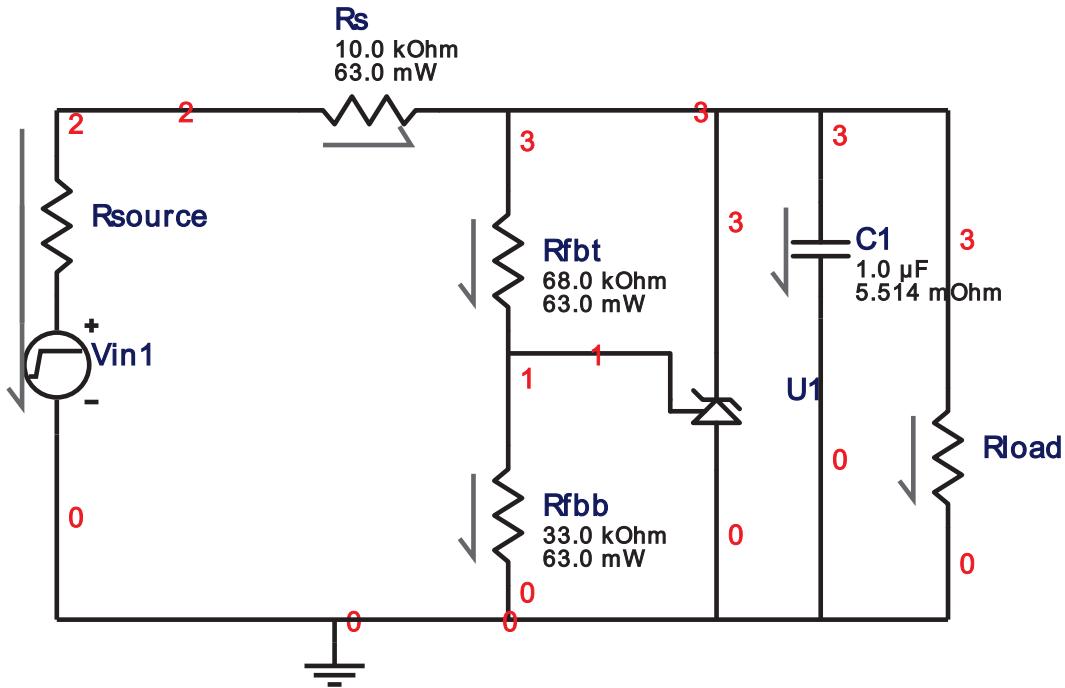 Rs
10.0 kOhm
63.0 mW
2
2
3
3
3
Rsource
3
3
C1
1.0 µF
5.514 mOhm
Rfbt
68.0 kOhm
63.0 mW
+
Vin1
−
1
1
U1
Rload
0
Rfbb
33.0 kOhm
63.0 mW
0
0
0
0
0
0